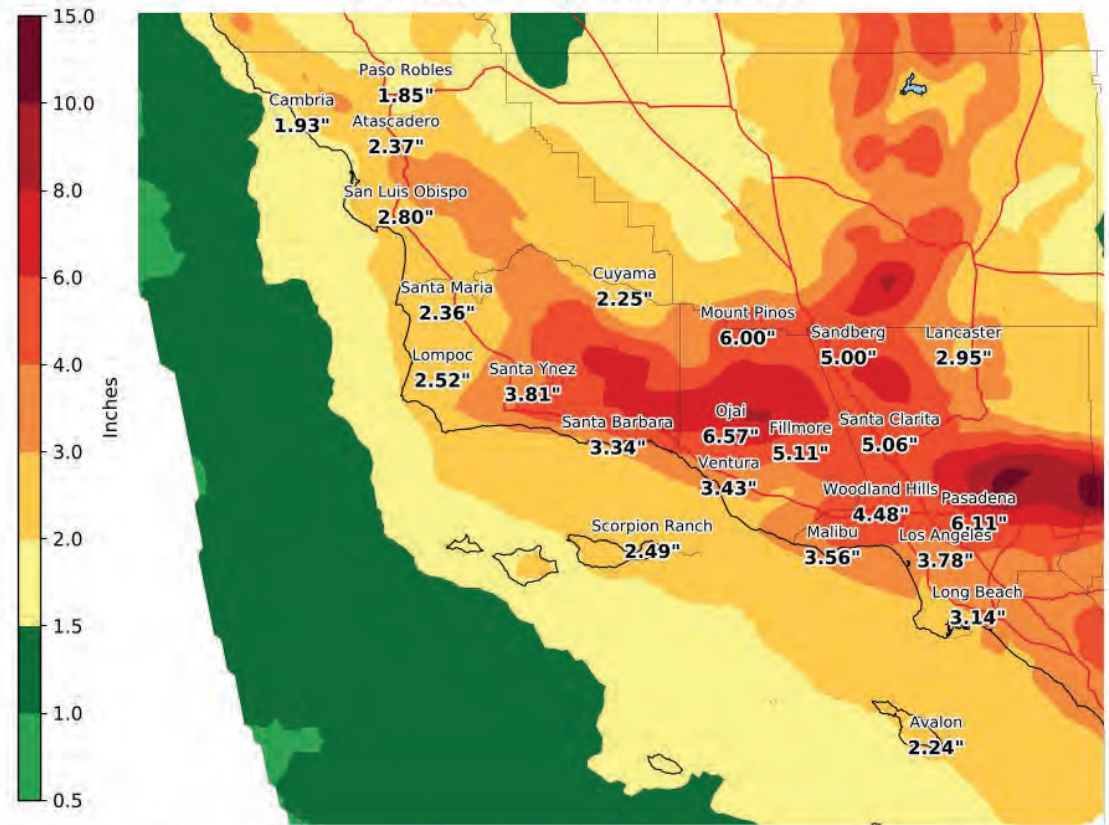 15.0
10.0
8.0
6.0
4.0
3.0
2.0
1.5
1.0
0.5
Inches
Paso Robles
1.85"
Cambria
1.93"
Atascadero
2.37"
San Luis Obispo
2.80"
Cuyama
2.25"
Santa Maria
2.36"
Mount Pinos
6.00"
Sandberg
5.00"
Lancaster
2.95"
Lompoc
2.52"
Santa Ynez
3.81"
Santa Barbara
3.34"
Ojai
6.57"
Fillmore
5.11"
Santa Clarita
5.06"
Ventura
3.43"
Woodland Hills
4.48"
Pasadena
6.11"
Scorpion Ranch
2.49"
Malibu
3.56"
Los Angeles
3.78"
Long Beach
3.14"
Avalon
2.24"